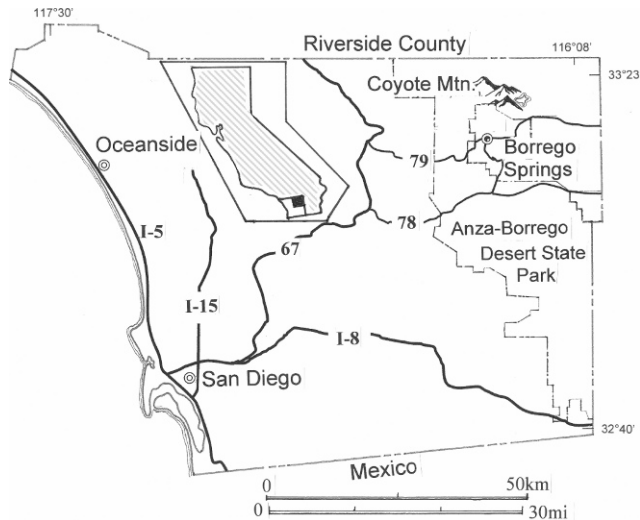 117°30'
116°08'
Riverside County
33°23
Coyote Mtn.
Oceanside
79
Borrego
Springs
I-5
78
Anza-Borrego
Desert State
Park
67
I-15
I-8
San Diego
32°40'
Mexico
0 50km
0 30mi